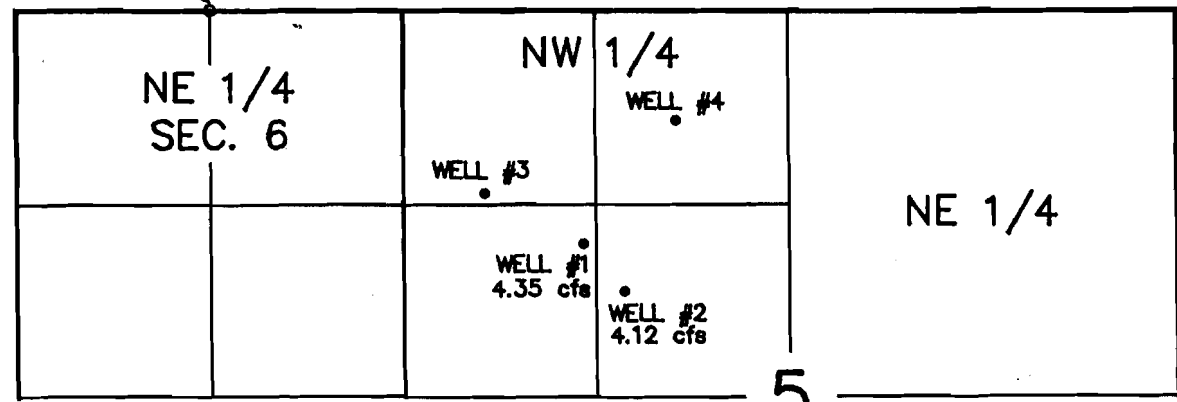 NE 1/4
SEC. 6
NW 1/4
WELL #4
WELL #3
NE 1/4
WELL #1
4.35 cfs
WELL #2
4.12 cfs
5